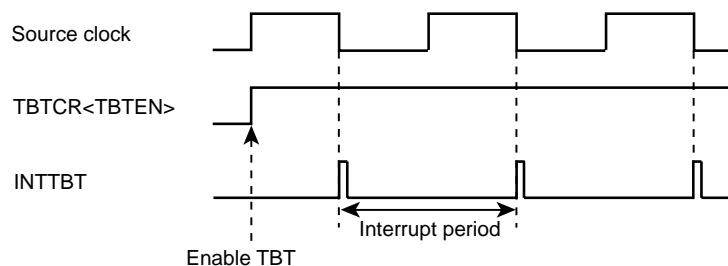 Source clock
TBTCR<TBTEN>
INTTBT
Interrupt period
Enable TBT